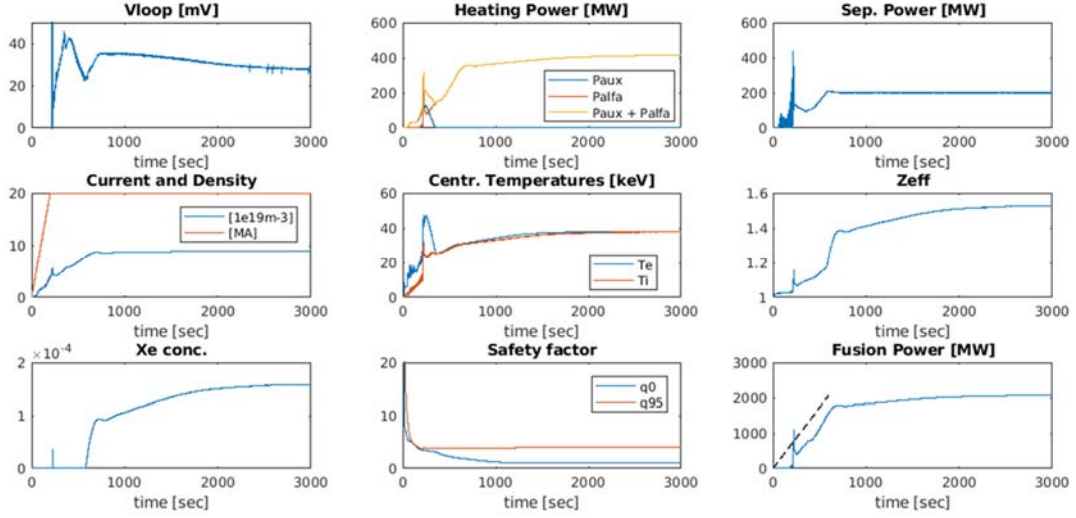 Vloop [mV]
40
20
0
0 1000 2000 3000
time [sec]
Heating Power [MW]
600
400
200
0
Paux
Palfa
Paux + Palfa
0 1000 2000 3000
time [sec]
Sep. Power [MW]
600
400
200
0
0 1000 2000 3000
time [sec]
Current and Density
20
10
0
[1e19m-3]
[MA]
0 1000 2000 3000
time [sec]
Centr. Temperatures [keV]
60
40
20
0
Te
Ti
0 1000 2000 3000
time [sec]
Zeff
1.6
1.4
1.2
1
0 1000 2000 3000
time [sec]
Xe conc.
×10-4
2
1
0
0 1000 2000 3000
time [sec]
Safety factor
20
10
0
q0
q95
0 1000 2000 3000
time [sec]
Fusion Power [MW]
3000
2000
1000
0
0 1000 2000 3000
time [sec]